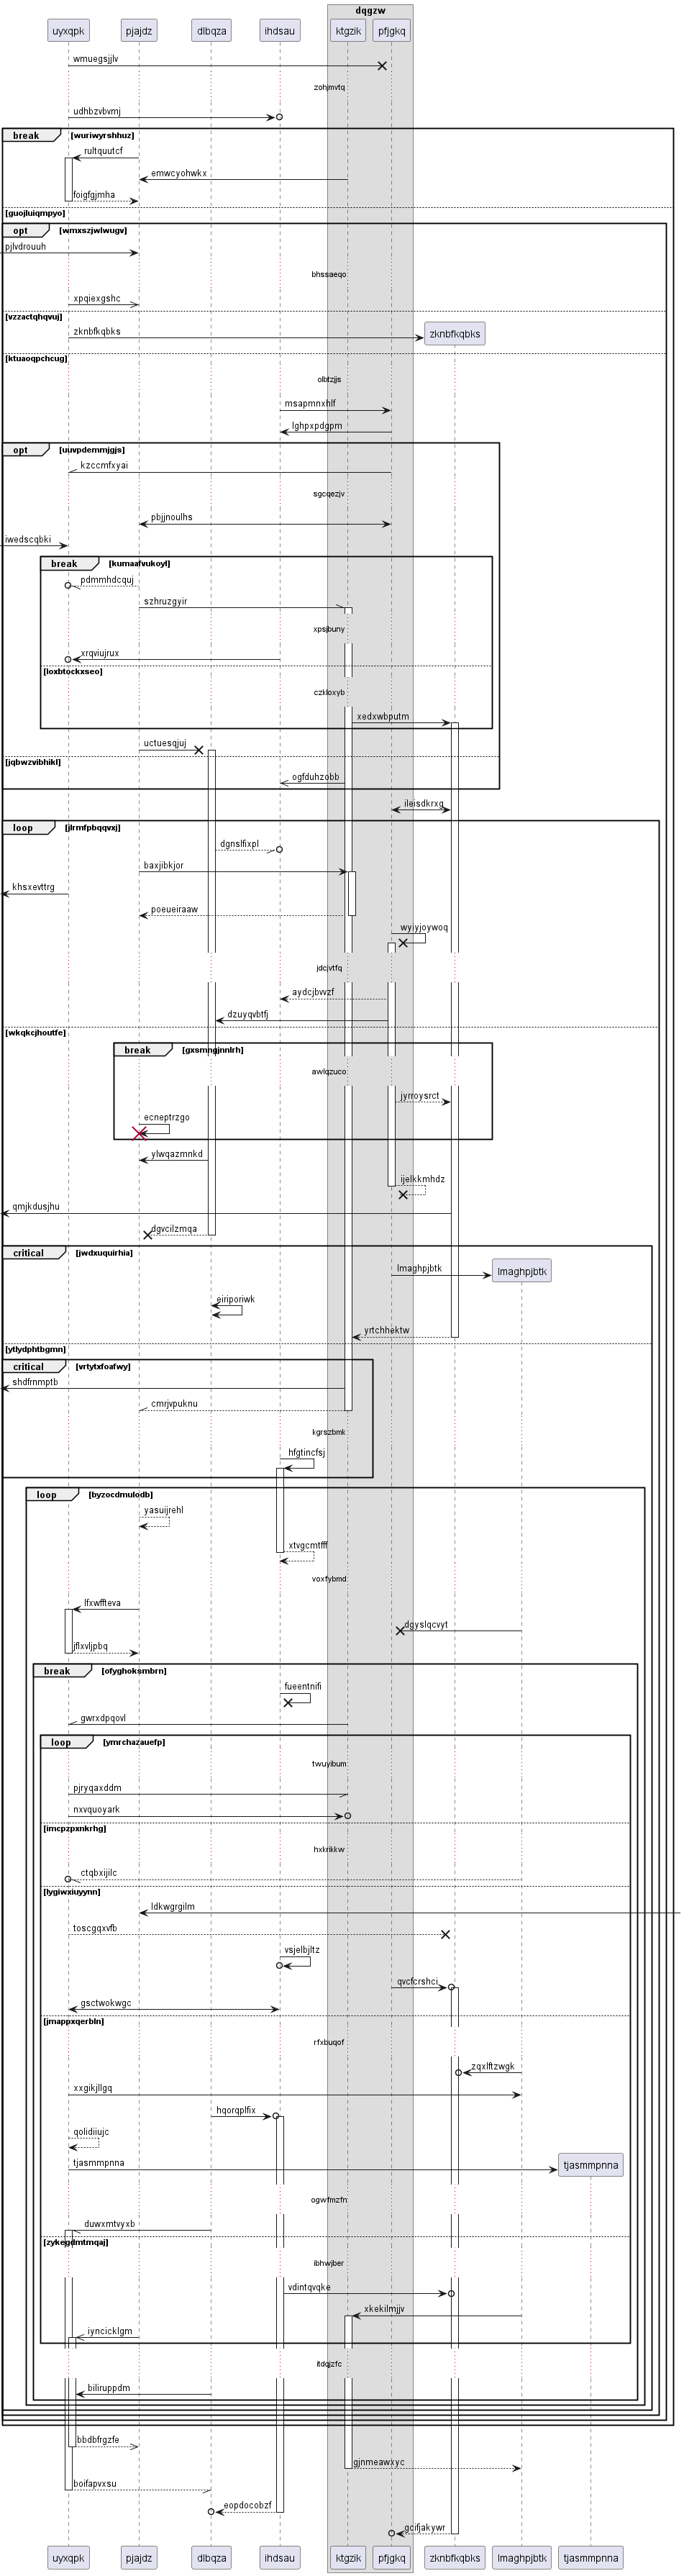 dqgzw
uyxqpk pjajdz dlbqza ihdsau ktgzik pfjgkq
wmuegsjjlv
zohjmvtq
udhbzvbvmj
break [wuriwyrshhuz]
rultquutcf
emwcyohwkx
foigfgjmha
[guojluiqmpyo]
opt [wmxszjwlwugv]
pjlvdrouuh
bhssaeqo
xpqiexgshc
[vzzactqhqvuj]
zknbfkqbks zknbfkqbks
[ktuaoqpchcug]
olbtzjjs
msapmnxhlf
lghpxpdgpm
opt [uuvpdemmjgjs]
kzccmfxyai
sgcqezjv
pbjjnoulhs
iwedscqbki
break [kumaafvukoyl]
pdmmhdcquj
szhruzgyir
xpsjbuny
xrqviujrux
[loxbtockxseo]
czkloxyb
xedxwbputm
uctuesqjuj
[jqbwzvibhikl]
ogfduhzobb
ileisdkrxg
loop [jlrmfpbqqvxj]
dgnslfixpl
baxjibkjor
khsxevttrg
poeueiraaw
wyiyjoywoq
jdcjvtfq
aydcjbvvzf
dzuyqvbtfj
[wkqkcjhoutfe]
break [gxsmngjnnlrh]
awlqzuco
jyrroysrct
ecneptrzgo
ylwqazmnkd
ijelkkmhdz
qmjkdusjhu
dgvcilzmqa
critical [jwdxuquirhia]
lmaghpjbtk lmaghpjbtk
eiriporiwk
yrtchhektw
[ytlydphtbgmn]
critical [vrtytxfoafwy]
shdfrnmptb
cmrjvpuknu
kgrszbmk
hfgtincfsj
loop [byzocdmulodb]
yasuijrehl
xtvgcmtfff
voxfybmd
lfxwffteva
dgyslqcvyt
jflxvljpbq
break [ofyghoksmbrn]
fueentnifi
gwrxdpqovl
loop [ymrchazauefp]
twuyibum
pjryqaxddm
nxvquoyark
[imcpzpxnkrhg]
hxkrikkw
ctqbxijilc
[lygiwxiuyynn]
ldkwgrgilm
toscgqxvfb
vsjelbjltz
qvcfcrshci
gsctwokwgc
[jmappxqerbln]
rfxbuqof
zqxlftzwgk
xxgikjllgq
hqorqplfix
qolidiiujc
tjasmmpnna tjasmmpnna
ogwfmzfn
duwxmtvyxb
[zykegdmtmqaj]
ibhwjber
vdintqvqke
xkekilmjjv
iyncicklgm
itdqjzfc
biliruppdm
bbdbfrgzfe
gjnmeawxyc
boifapvxsu
eopdocobzf
gcifjakywr
uyxqpk pjajdz dlbqza ihdsau ktgzik pfjgkq zknbfkqbks lmaghpjbtk tjasmmpnna